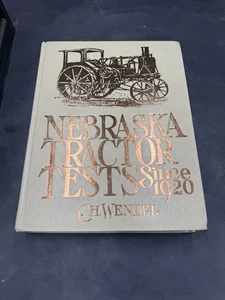 NEBRASKA
TRACTOR
TESTS Since
1920
C.H. WENDEL